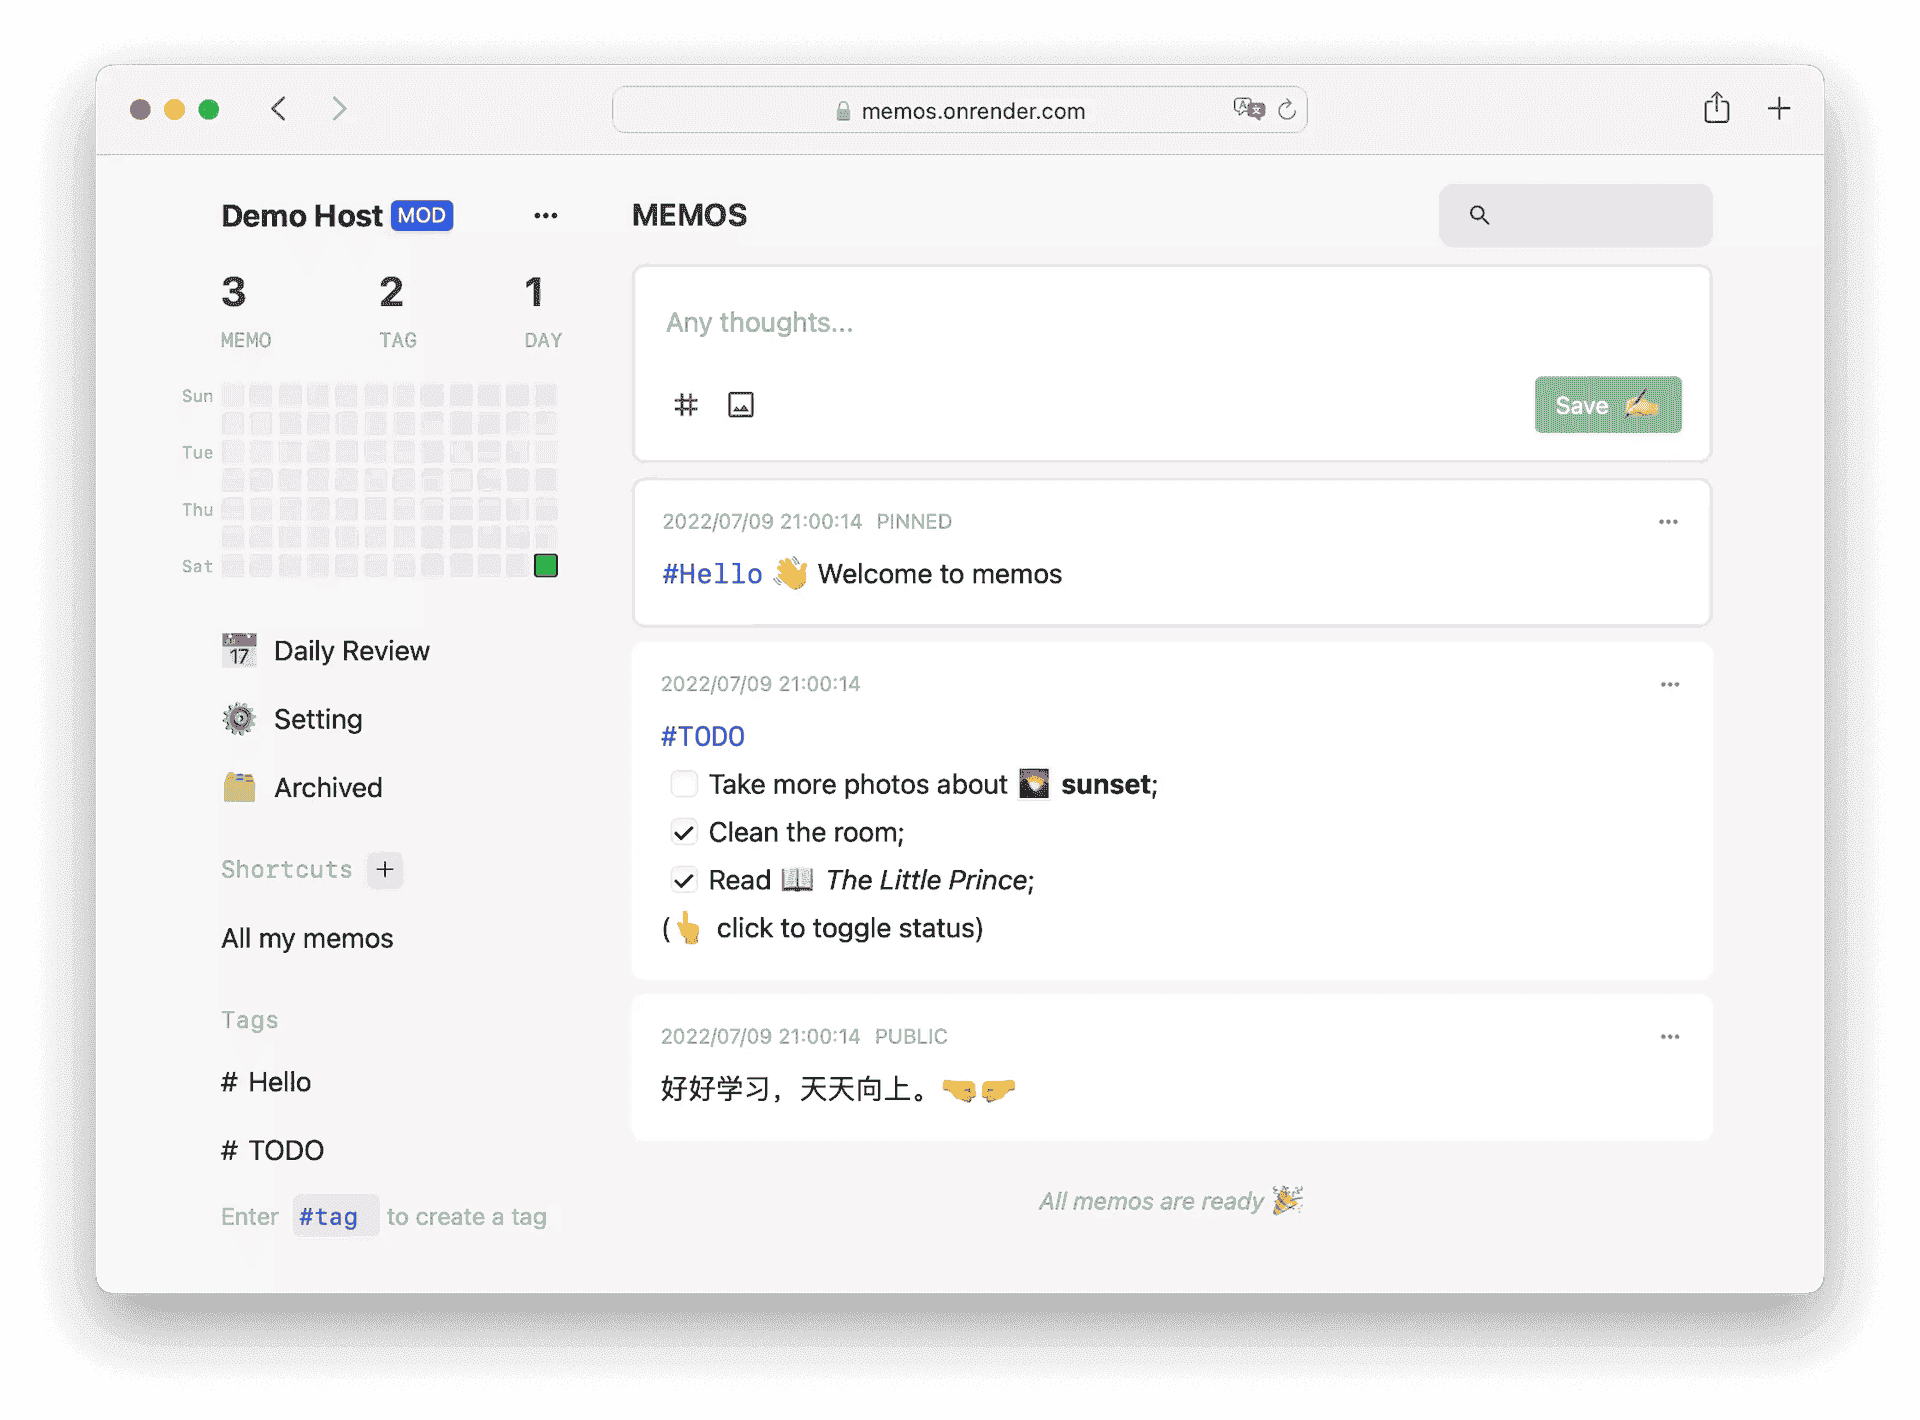 memos.onrender.com
Demo Host MOD
3 2 1
MEMO TAG DAY
Sun
Tue
Thu
Sat
17 Daily Review
Setting
Archived
Shortcuts +
All my memos
Tags
# Hello
# TODO
Enter #tag to create a tag
MEMOS
Any thoughts...
Save ✍️
2022/07/09 21:00:14 PINNED
#Hello 👋 Welcome to memos
2022/07/09 21:00:14
#TODO
Take more photos about 🌄 sunset;
Clean the room;
Read 📖 The Little Prince;
(👆 click to toggle status)
2022/07/09 21:00:14 PUBLIC
好好学习，天天向上。🤜🤛
All memos are ready 🎉